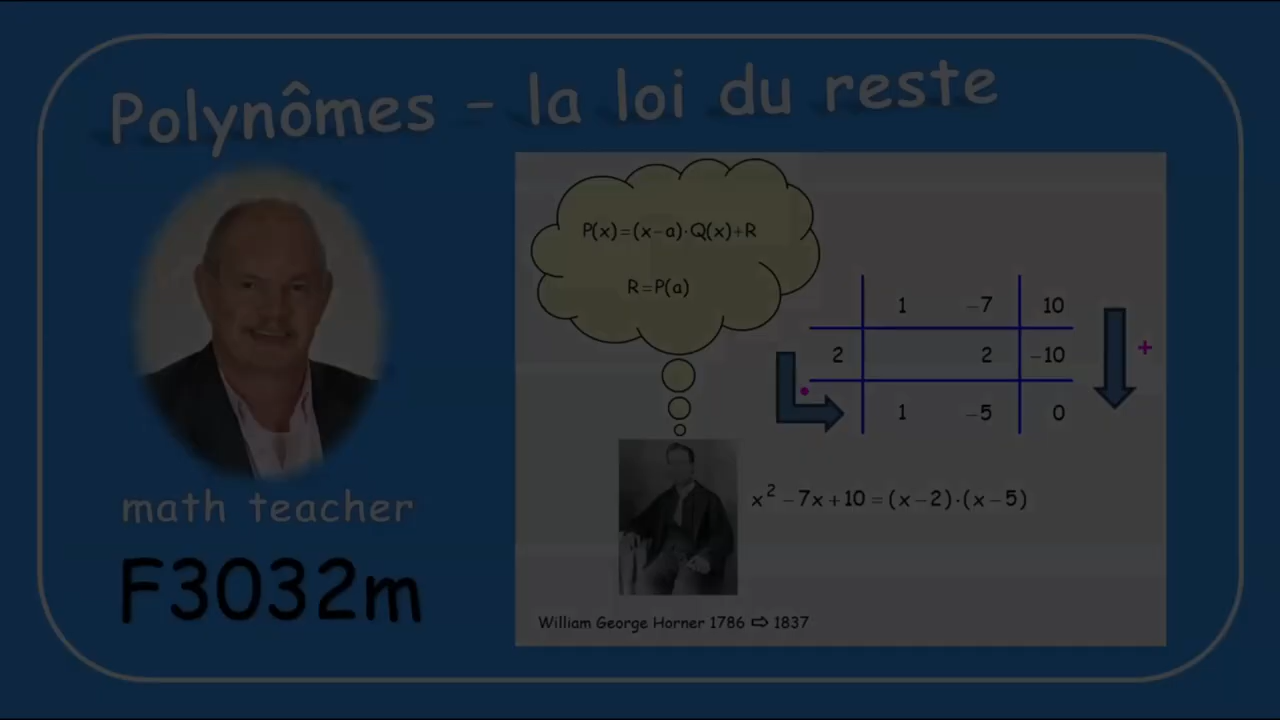 Polynômes - la loi du reste
P(x)=(x-a)·Q(x)+R
R=P(a)
1 -7 10
2 2 -10 +
1 -5 0
x² -7x+10=(x-2)·(x-5)
math teacher
F3032m
William George Horner 1786 ⇨ 1837